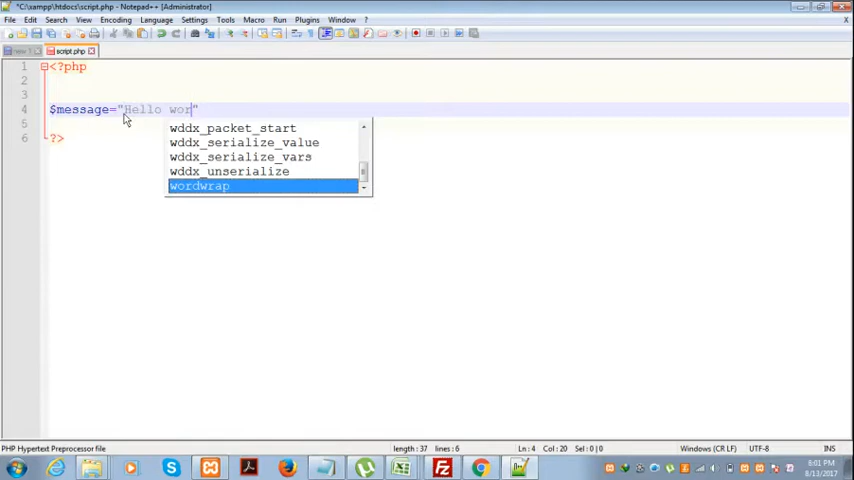 *C:\xampp\htdocs\script.php - Notepad++ [Administrator]
File Edit Search View Encoding Language Settings Tools Macro Run Plugins Window ?
X
new 1 script.php
1 <?php
2
3
4 $message="Hello wor"
5
6 ?>
wddx_packet_start
wddx_serialize_value
wddx_serialize_vars
wddx_unserialize
wordwrap
PHP Hypertext Preprocessor file length : 37 lines : 6 Ln : 4 Col : 20 Sel : 0 | 0 Windows (CR LF) UTF-8 INS
6:01 PM
8/13/2017